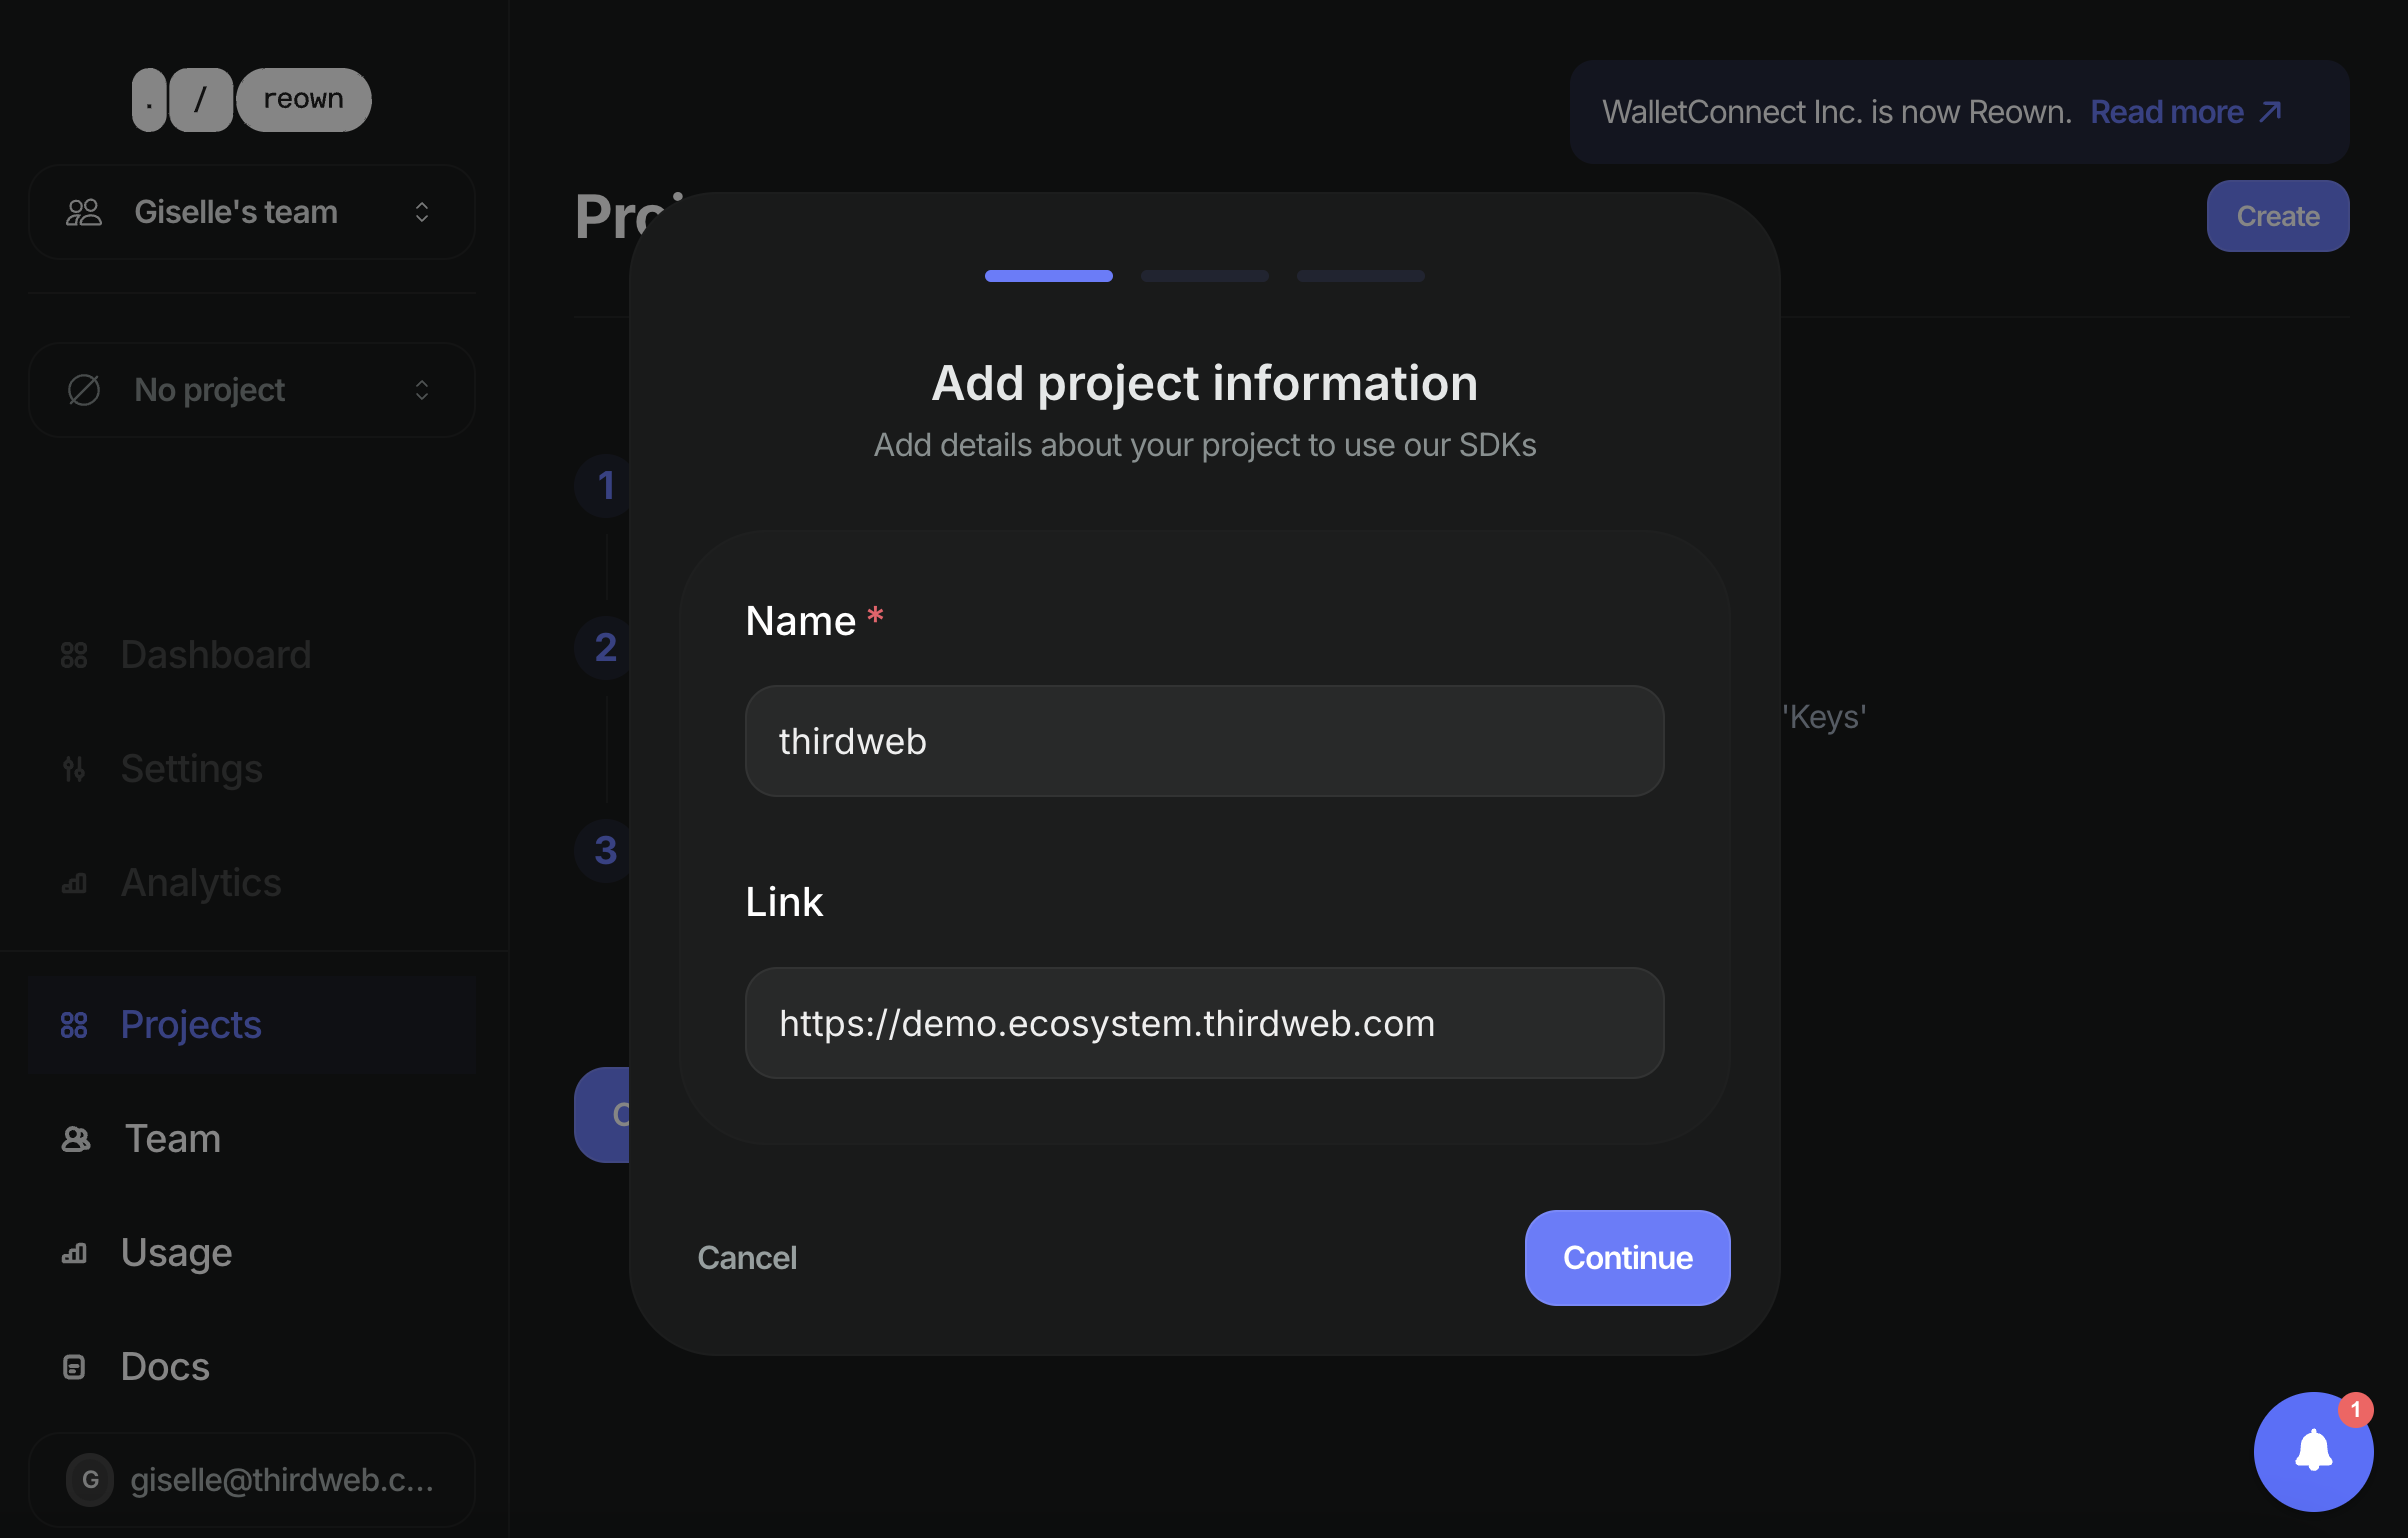 . / reown
Giselle's team
No project
Dashboard
Settings
Analytics
Projects
Team
Usage
Docs
G giselle@thirdweb.c...
WalletConnect Inc. is now Reown. Read more
Create
1
2
3
'Keys'
Add project information
Add details about your project to use our SDKs
Name *
thirdweb
Link
https://demo.ecosystem.thirdweb.com
Cancel
Continue
1